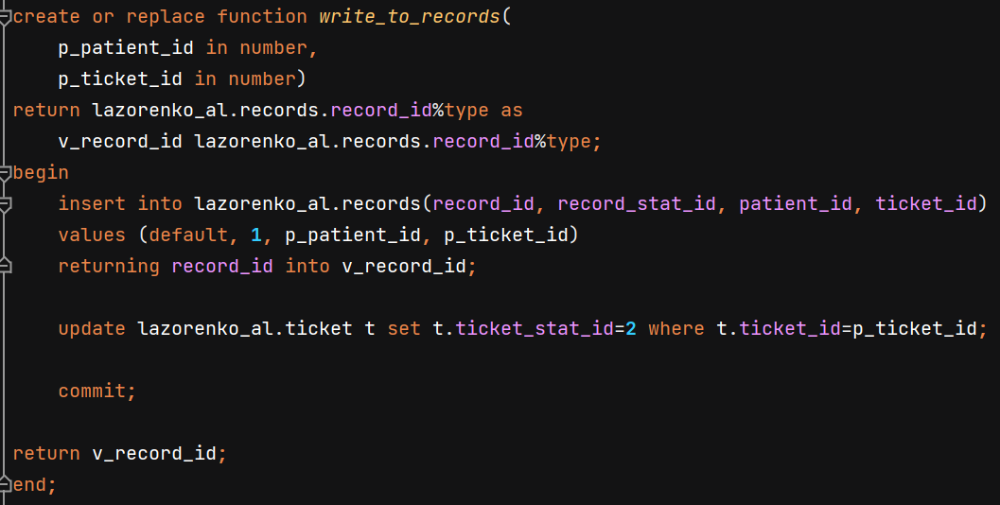 create or replace function write_to_records(
    p_patient_id in number,
    p_ticket_id in number)
return lazorenko_al.records.record_id%type as
    v_record_id lazorenko_al.records.record_id%type;
begin
    insert into lazorenko_al.records(record_id, record_stat_id, patient_id, ticket_id)
    values (default, 1, p_patient_id, p_ticket_id)
    returning record_id into v_record_id;

    update lazorenko_al.ticket t set t.ticket_stat_id=2 where t.ticket_id=p_ticket_id;

    commit;

return v_record_id;
end;